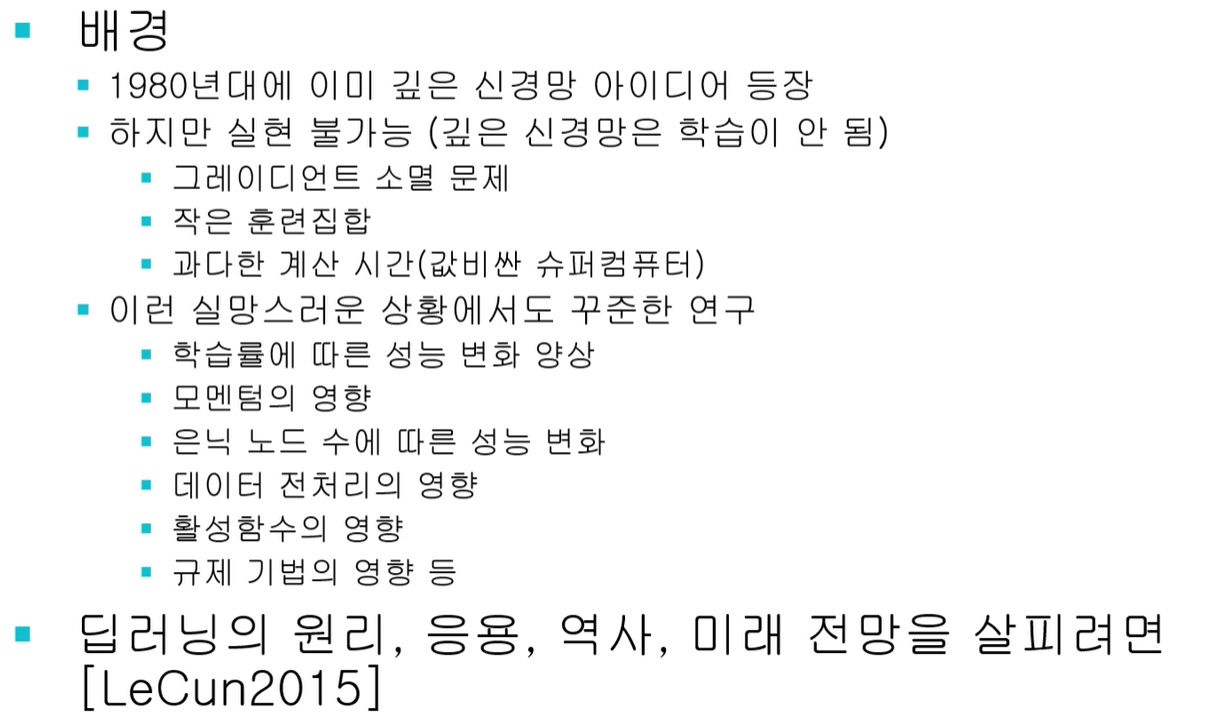 배경
1980년대에 이미 깊은 신경망 아이디어 등장
하지만 실현 불가능 (깊은 신경망은 학습이 안 됨)
그레이디언트 소멸 문제
작은 훈련집합
과다한 계산 시간(값비싼 슈퍼컴퓨터)
이런 실망스러운 상황에서도 꾸준한 연구
학습률에 따른 성능 변화 양상
모멘텀의 영향
은닉 노드 수에 따른 성능 변화
데이터 전처리의 영향
활성함수의 영향
규제 기법의 영향 등
딥러닝의 원리, 응용, 역사, 미래 전망을 살피려면
[LeCun2015]